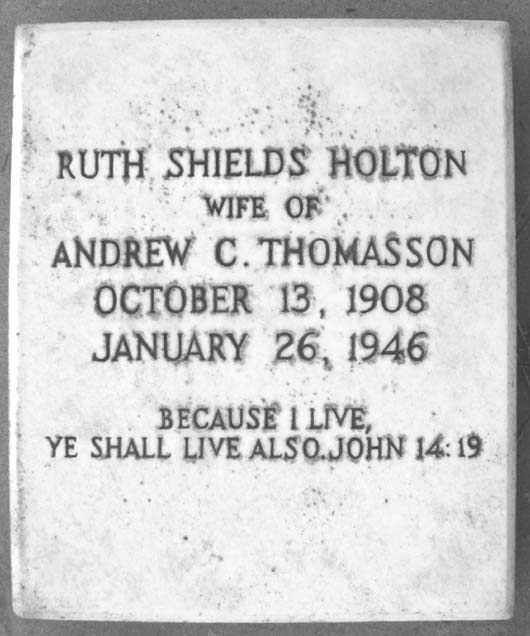 RUTH SHIELDS HOLTON
WIFE OF
ANDREW C. THOMASSON
OCTOBER 13, 1908
JANUARY 26, 1946
BECAUSE I LIVE,
YE SHALL LIVE ALSO. JOHN 14:19